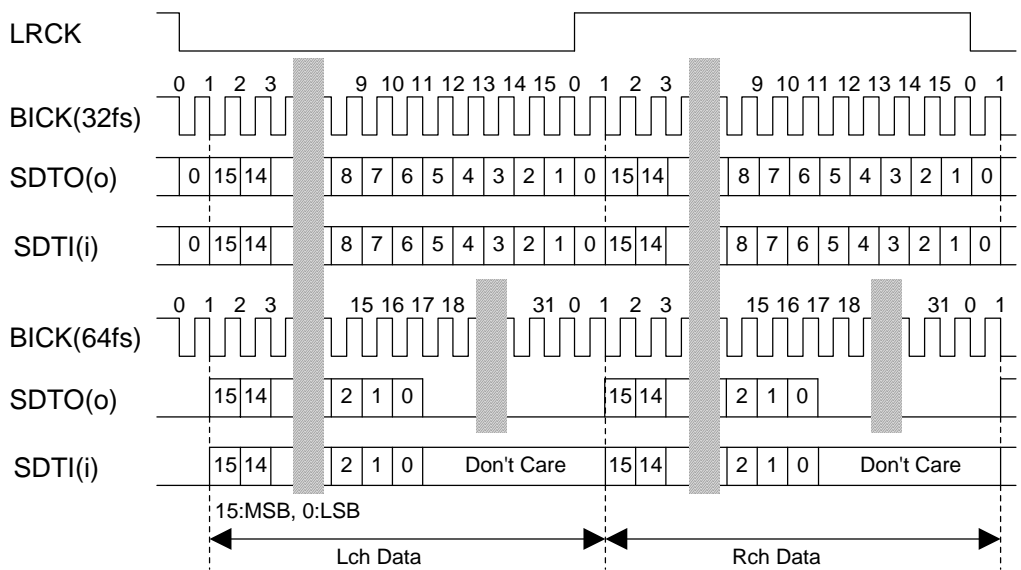 LRCK
0 1 2 3 9 10 11 12 13 14 15 0 1 2 3 9 10 11 12 13 14 15 0 1
BICK(32fs)
SDTO(o) 0 15 14 8 7 6 5 4 3 2 1 0 15 14 8 7 6 5 4 3 2 1 0
SDTI(i) 0 15 14 8 7 6 5 4 3 2 1 0 15 14 8 7 6 5 4 3 2 1 0
0 1 2 3 15 16 17 18 31 0 1 2 3 15 16 17 18 31 0 1
BICK(64fs)
SDTO(o) 15 14 2 1 0 15 14 2 1 0
SDTI(i) 15 14 2 1 0 Don't Care 15 14 2 1 0 Don't Care
15:MSB, 0:LSB
Lch Data Rch Data